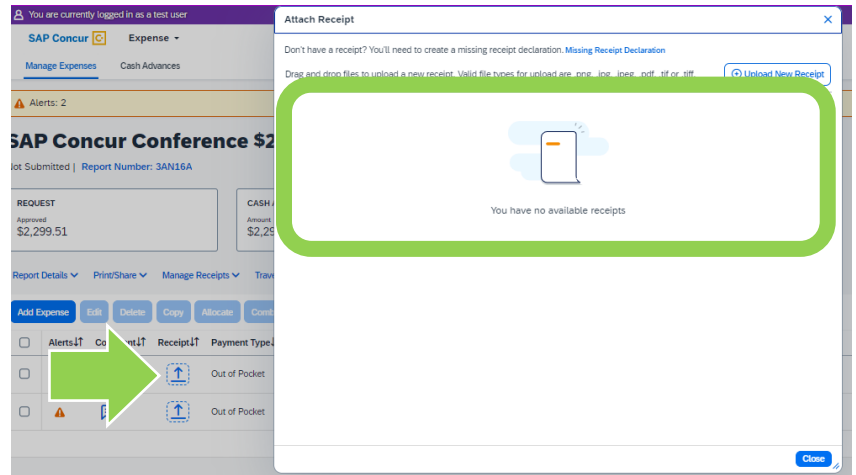 You are currently logged in as a test user
SAP Concur C Expense
Manage Expenses Cash Advances
Alerts: 2
SAP Concur Conference $2
Not Submitted | Report Number: 3AN16A
REQUEST
Approved
$2,299.51
CASH
Amount
$2,29
Report Details Print/Share Manage Receipts Trave
Add Expense Edit Delete Copy Allocate Comb
Alerts Receipt Payment Type
Out of Pocket
Out of Pocket
Attach Receipt
Don't have a receipt? You'll need to create a missing receipt declaration. Missing Receipt Declaration
Drag and drop files to upload a new receipt. Valid file types for upload are .png, .jpg, .jpeg, .pdf, .tif or .tiff.
Upload New Receipt
You have no available receipts
Close